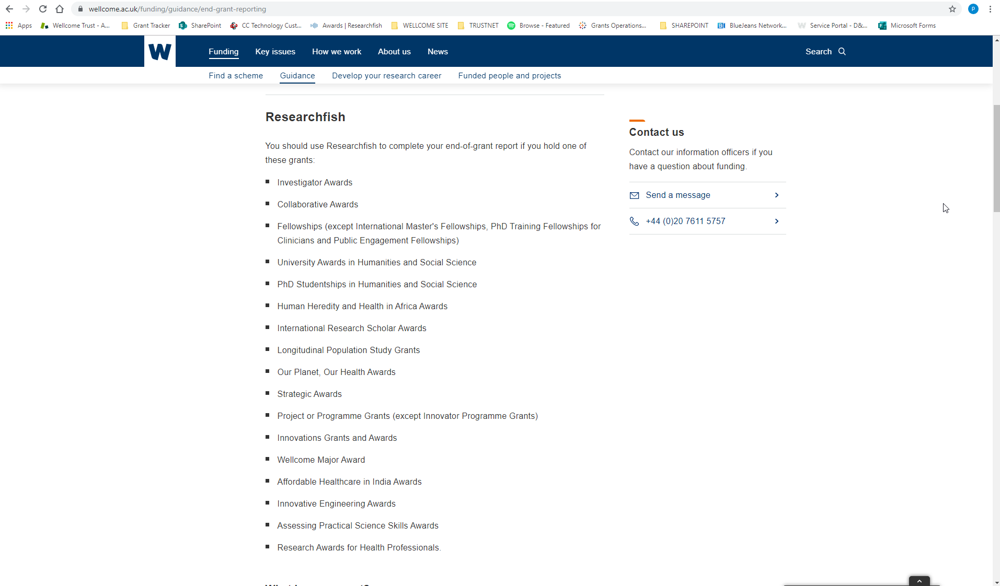 wellcome.ac.uk/funding/guidance/end-grant-reporting
Apps Wellcome Trust - A... Grant Tracker SharePoint CC Technology Cust... Awards | Researchfish WELLCOME SITE TRUSTNET Browse - Featured Grants Operations... SHAREPOINT BlueJeans Network... Service Portal - D&... Microsoft Forms
W Funding Key issues How we work About us News Search
Find a scheme Guidance Develop your research career Funded people and projects
Researchfish
You should use Researchfish to complete your end-of-grant report if you hold one of
these grants:
Investigator Awards
Collaborative Awards
Fellowships (except International Master's Fellowships, PhD Training Fellowships for
Clinicians and Public Engagement Fellowships)
University Awards in Humanities and Social Science
PhD Studentships in Humanities and Social Science
Human Heredity and Health in Africa Awards
International Research Scholar Awards
Longitudinal Population Study Grants
Our Planet, Our Health Awards
Strategic Awards
Project or Programme Grants (except Innovator Programme Grants)
Innovations Grants and Awards
Wellcome Major Award
Affordable Healthcare in India Awards
Innovative Engineering Awards
Assessing Practical Science Skills Awards
Research Awards for Health Professionals.
Contact us
Contact our information officers if you
have a question about funding.
Send a message
+44 (0)20 7611 5757